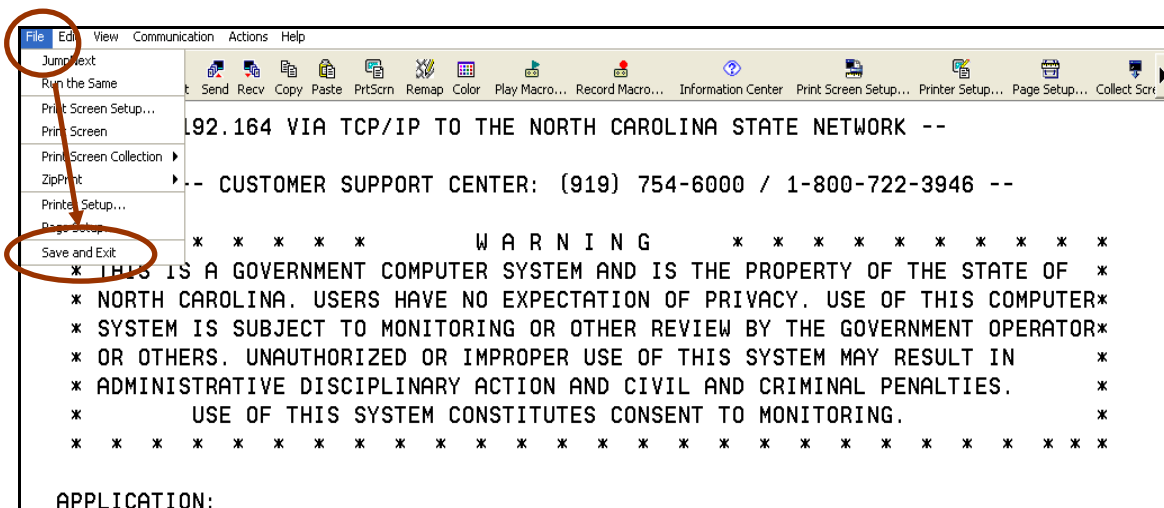 File Edit View Communication Actions Help
JumpNext
Run the Same
Print Screen Setup...
Print Screen
Print Screen Collection
ZipPrint
Printer Setup...
Page Setup...
Save and Exit
Send Recv Copy Paste PrtScrn Remap Color Play Macro... Record Macro... Information Center Print Screen Setup... Printer Setup... Page Setup... Collect Scre
192.164 VIA TCP/IP TO THE NORTH CAROLINA STATE NETWORK --
-- CUSTOMER SUPPORT CENTER: (919) 754-6000 / 1-800-722-3946 --
* * * * * W A R N I N G * * * * * * * * * *
* THIS IS A GOVERNMENT COMPUTER SYSTEM AND IS THE PROPERTY OF THE STATE OF *
* NORTH CAROLINA. USERS HAVE NO EXPECTATION OF PRIVACY. USE OF THIS COMPUTER*
* SYSTEM IS SUBJECT TO MONITORING OR OTHER REVIEW BY THE GOVERNMENT OPERATOR*
* OR OTHERS. UNAUTHORIZED OR IMPROPER USE OF THIS SYSTEM MAY RESULT IN *
* ADMINISTRATIVE DISCIPLINARY ACTION AND CIVIL AND CRIMINAL PENALTIES. *
* USE OF THIS SYSTEM CONSTITUTES CONSENT TO MONITORING. *
* * * * * * * * * * * * * * * * * * * * * * * * * * *
APPLICATION: